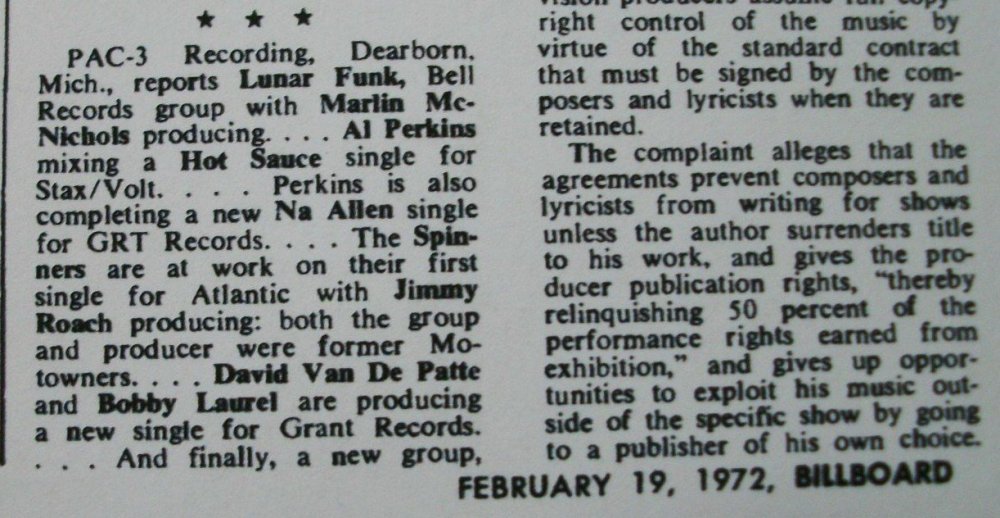 ★ ★ ★
PAC-3 Recording, Dearborn,
Mich., reports Lunar Funk, Bell
Records group with Marlin Mc-
Nichols producing. . . . Al Perkins
mixing a Hot Sauce single for
Stax/Volt. . . . Perkins is also
completing a new Na Allen single
for GRT Records. . . . The Spin-
ners are at work on their first
single for Atlantic with Jimmy
Roach producing: both the group
and producer were former Mo-
towners. . . . David Van De Patte
and Bobby Laurel are producing
a new single for Grant Records.
. . . And finally, a new group,
right control of the music by
virtue of the standard contract
that must be signed by the com-
posers and lyricists when they are
retained.
The complaint alleges that the
agreements prevent composers and
lyricists from writing for shows
unless the author surrenders title
to his work, and gives the pro-
ducer publication rights, "thereby
relinquishing 50 percent of the
performance rights earned from
exhibition," and gives up oppor-
tunities to exploit his music out-
side of the specific show by going
to a publisher of his own choice.
FEBRUARY 19, 1972, BILLBOARD